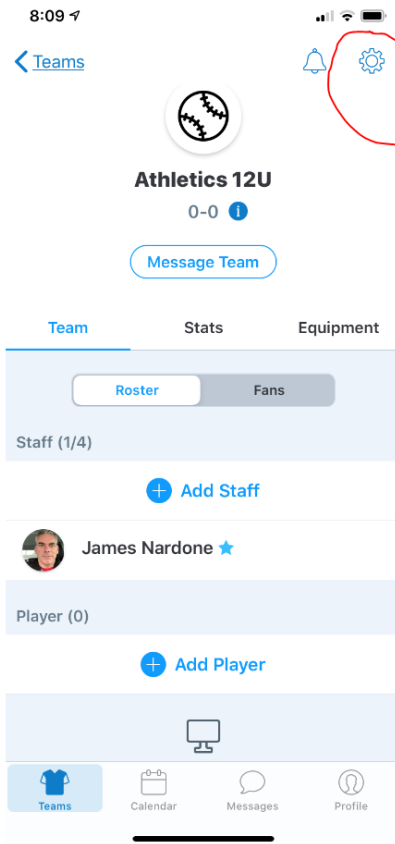 8:09
Teams
Athletics 12U
0-0 i
Message Team
Team Stats Equipment
Roster Fans
Staff (1/4)
Add Staff
James Nardone
Player (0)
Add Player
Teams Calendar Messages Profile